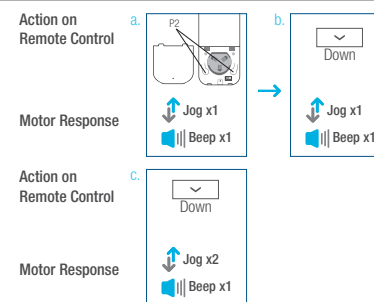 Action on
Remote Control
a.
P2
b.
Down
Motor Response
Jog x1
Beep x1
Jog x1
Beep x1
Action on
Remote Control
c.
Down
Motor Response
Jog x2
Beep x1